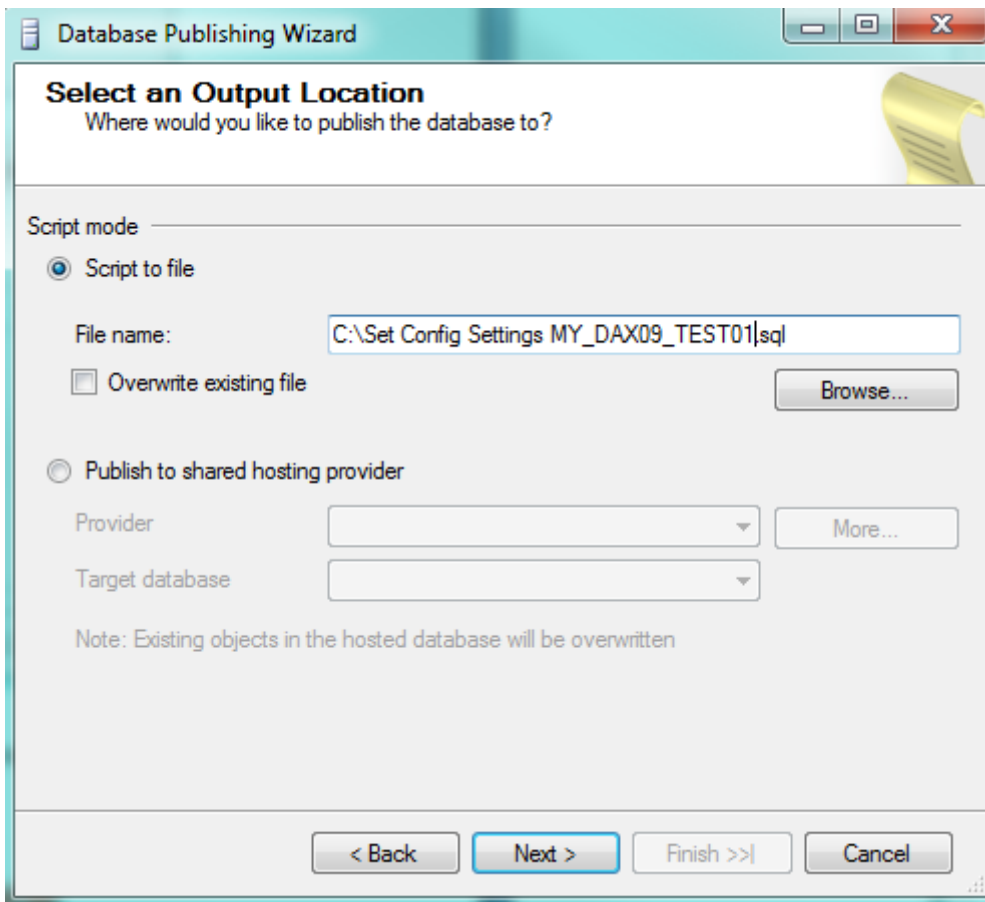 Database Publishing Wizard
Select an Output Location
Where would you like to publish the database to?
Script mode
Script to file
File name: C:\Set Config Settings MY_DAX09_TEST01.sql
Overwrite existing file Browse...
Publish to shared hosting provider
Provider More...
Target database
Note: Existing objects in the hosted database will be overwritten
< Back Next > Finish >>| Cancel